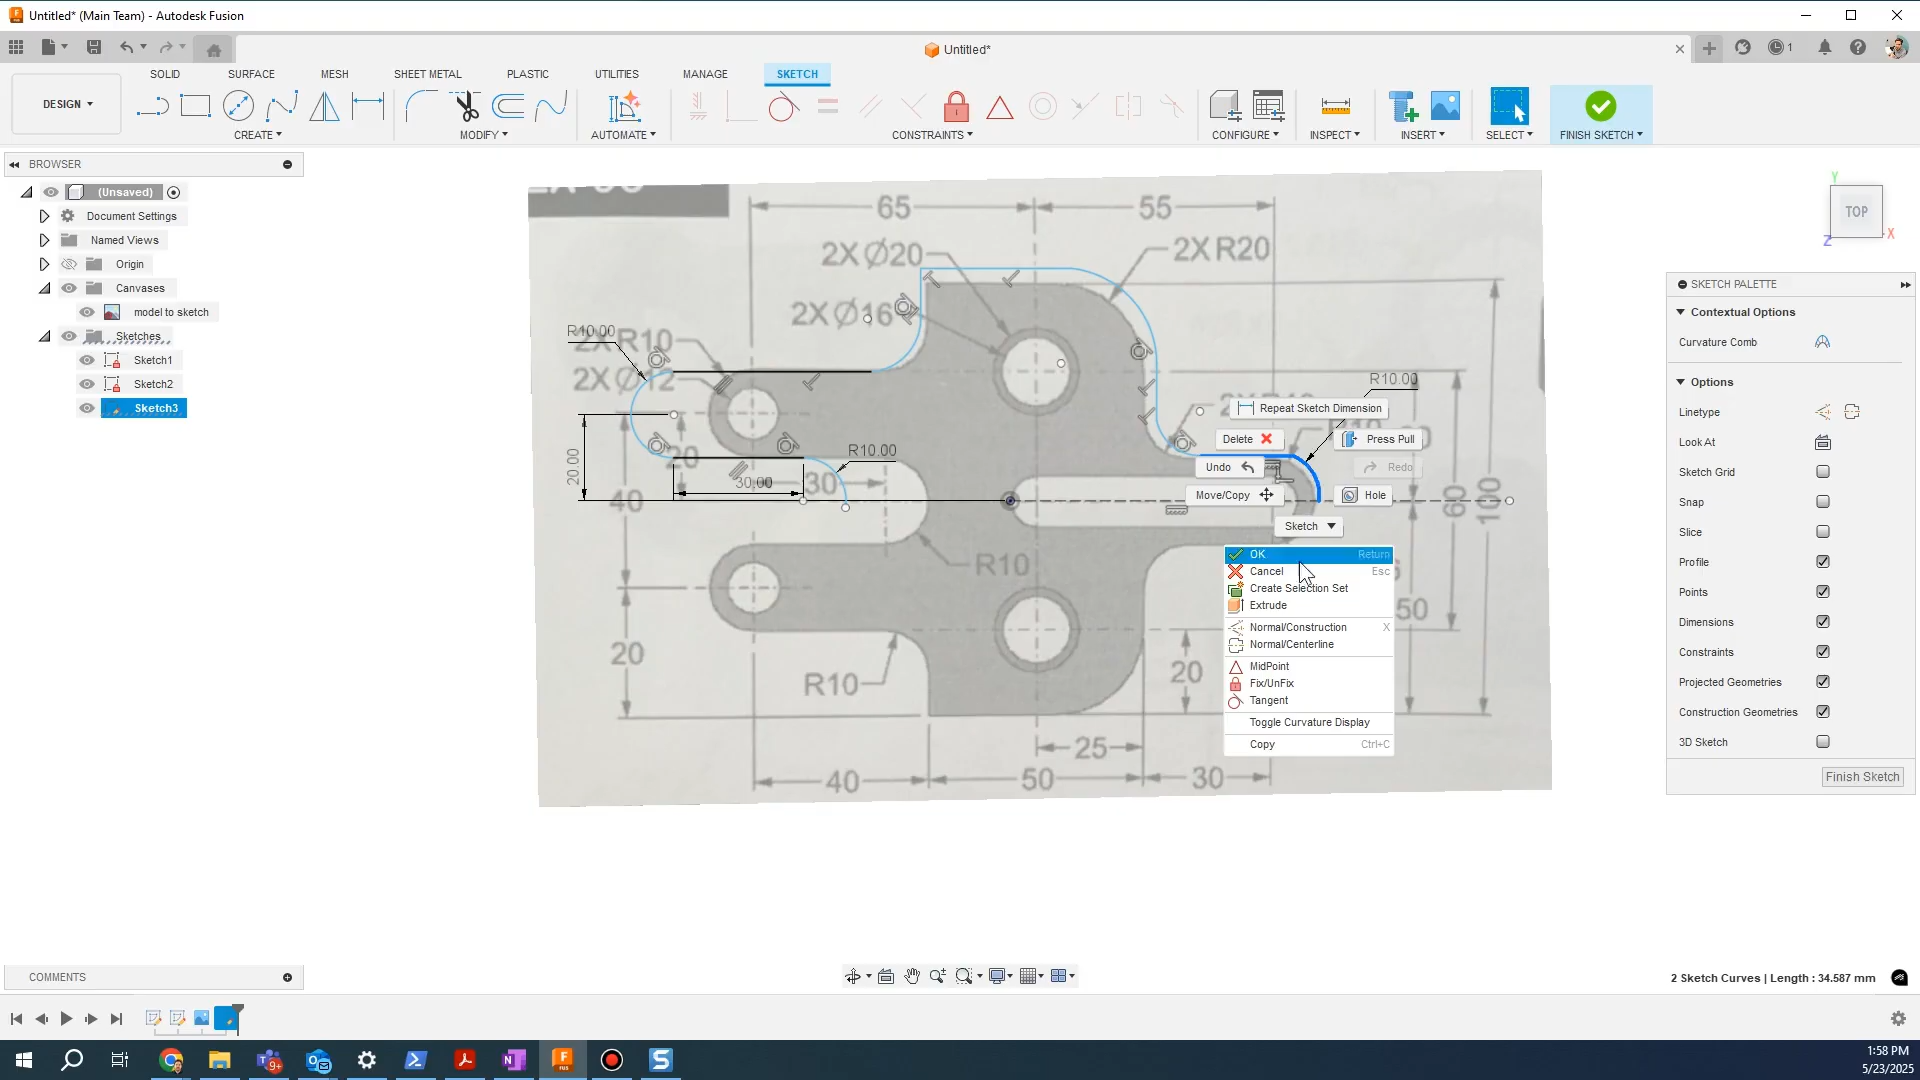 Untitled* (Main Team) - Autodesk Fusion
Untitled*
1
SOLID SURFACE MESH SHEET METAL PLASTIC UTILITIES MANAGE SKETCH
DESIGN
CREATE MODIFY AUTOMATE CONSTRAINTS CONFIGURE INSPECT INSERT SELECT FINISH SKETCH
BROWSER
(Unsaved)
Document Settings
Named Views
Origin
Canvases
model to sketch
Sketches
Sketch1
Sketch2
Sketch3
65
55
2X Ø20
2X R20
2X Ø16
R10.00
2X R10
2X Ø12
R10.00
20
R10.00
20.00
30.00
30
40
60
100
R10
50
20
R10
20
25
40
50
30
Repeat Sketch Dimension
Delete
Press Pull
Undo
Redo
Move/Copy
Hole
Sketch
OK Return
Cancel Esc
Create Selection Set
Extrude
Normal/Construction X
Normal/Centerline
MidPoint
Fix/UnFix
Tangent
Toggle Curvature Display
Copy Ctrl+C
Y
TOP
X
Z
SKETCH PALETTE
Contextual Options
Curvature Comb
Options
Linetype
Look At
Sketch Grid
Snap
Slice
Profile
Points
Dimensions
Constraints
Projected Geometries
Construction Geometries
3D Sketch
Finish Sketch
COMMENTS
2 Sketch Curves | Length : 34.587 mm
9+
1:58 PM
5/23/2025